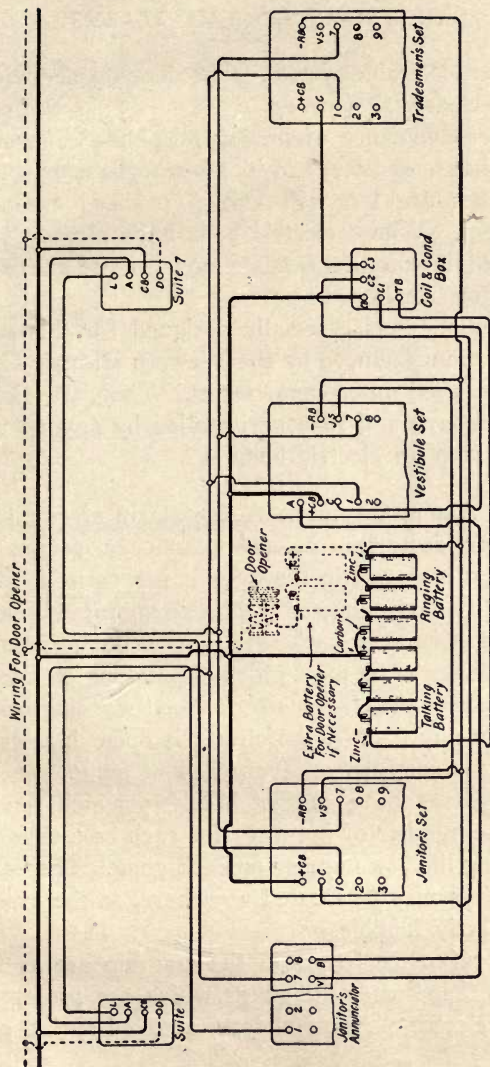 Wiring For Door Opener
L
A
CB
D
Suite 1
L
A
CB
D
Suite 7
Janitor's
Annunciator
1
2
7
8
V
B
Janitor's Set
+CB
C
1
2
3
-RB
VS
7
8
9
Door
Opener
Extra Battery
For Door Opener
If Necessary
Zinc-
Carbon+
Zinc-
Talking
Battery
Ringing
Battery
Vestibule Set
A
+CB
C
1
2
-RB
JS
7
8
Coil & Cond
Box
CB
C2
C3
C1
TB
Tradesmen's Set
+CB
C
1
2
3
-RB
VS
7
8
9